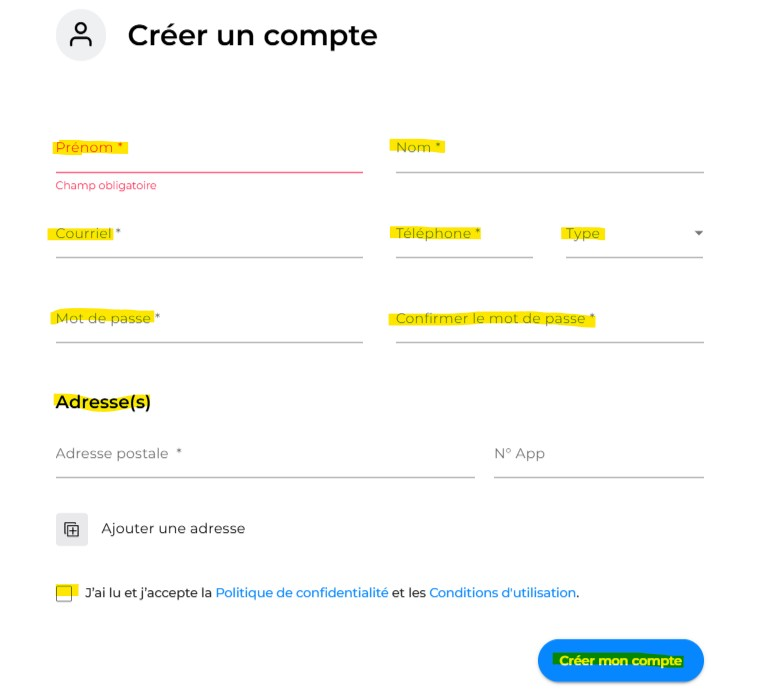 Créer un compte
Prénom * Nom *
Champ obligatoire
Courriel * Téléphone * Type
Mot de passe * Confirmer le mot de passe *
Adresse(s)
Adresse postale * N° App
Ajouter une adresse
J'ai lu et j'accepte la Politique de confidentialité et les Conditions d'utilisation.
Créer mon compte